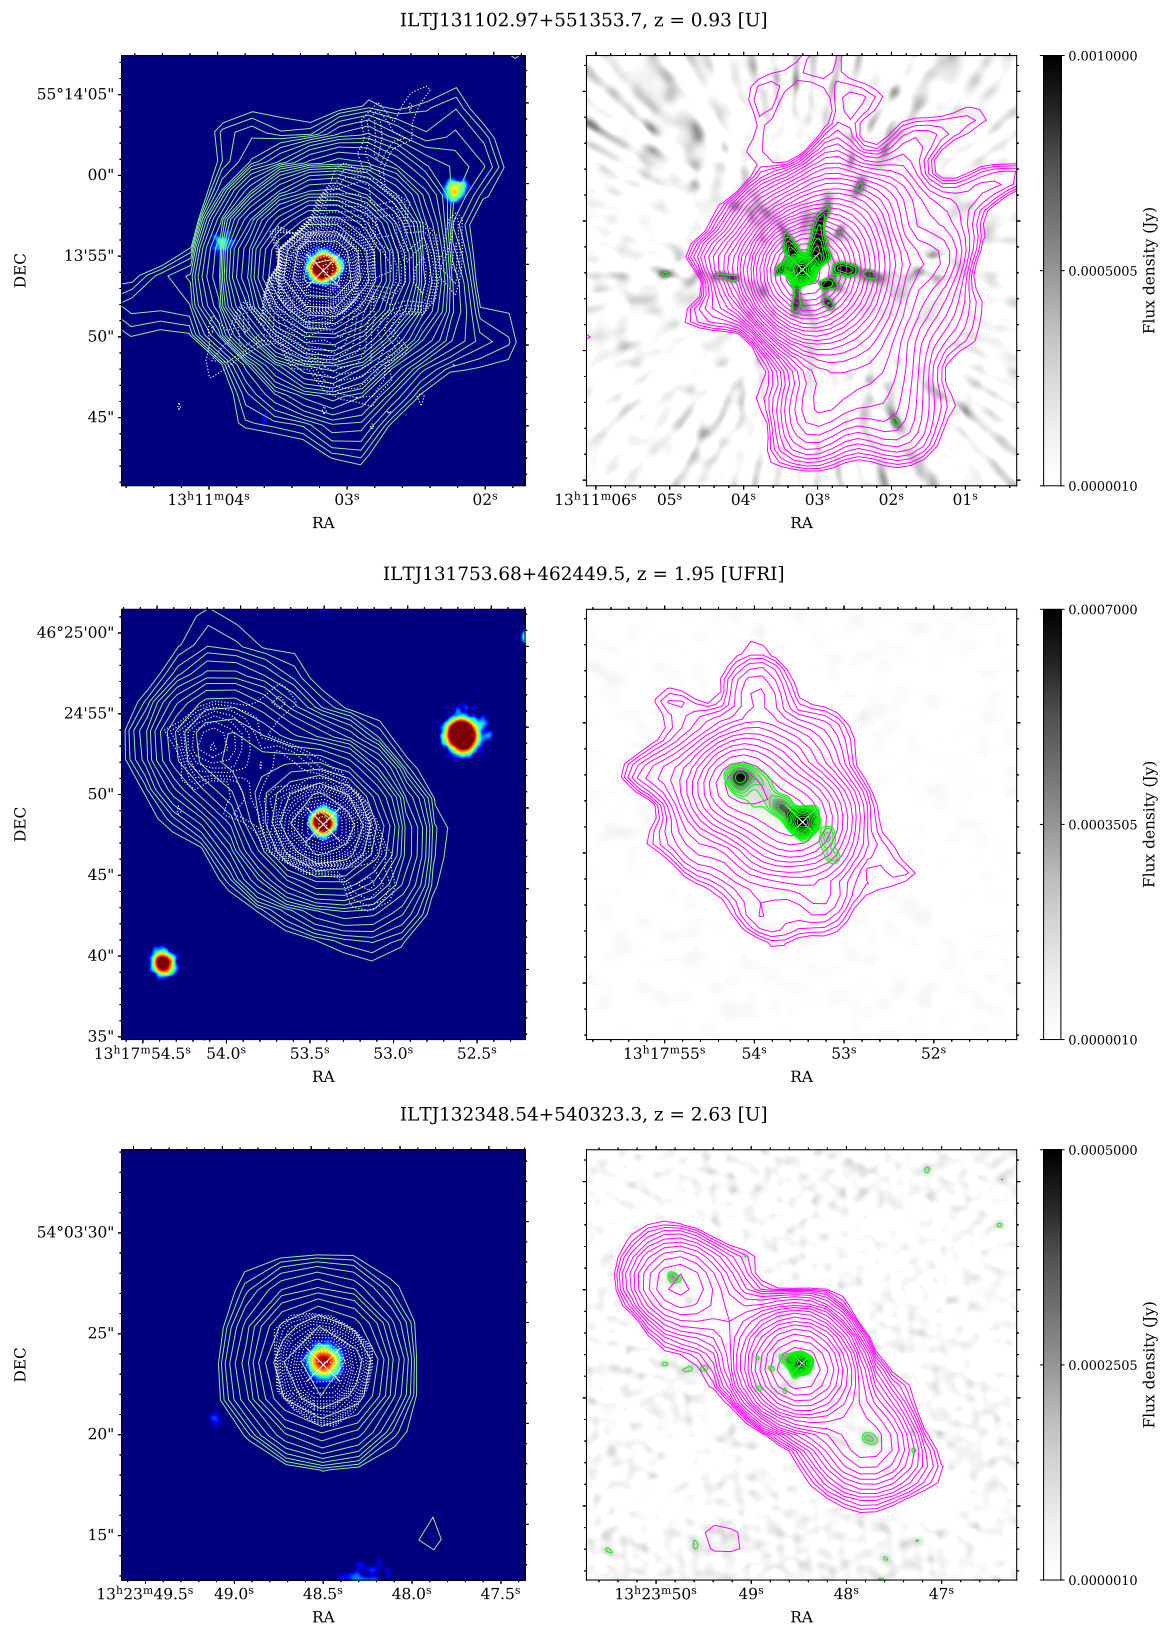 ILTJ131102.97+551353.7, z = 0.93 [U]
55°14'05"
00"
13'55"
50"
45"
DEC
13ʰ11ᵐ04ˢ 03ˢ 02ˢ
RA
13ʰ11ᵐ06ˢ 05ˢ 04ˢ 03ˢ 02ˢ 01ˢ
RA
0.0010000
0.0005005
0.0000010
Flux density (Jy)
ILTJ131753.68+462449.5, z = 1.95 [UFRI]
46°25'00"
24'55"
50"
45"
40"
35"
DEC
13ʰ17ᵐ54.5ˢ 54.0ˢ 53.5ˢ 53.0ˢ 52.5ˢ
RA
13ʰ17ᵐ55ˢ 54ˢ 53ˢ 52ˢ
RA
0.0007000
0.0003505
0.0000010
Flux density (Jy)
ILTJ132348.54+540323.3, z = 2.63 [U]
54°03'30"
25"
20"
15"
DEC
13ʰ23ᵐ49.5ˢ 49.0ˢ 48.5ˢ 48.0ˢ 47.5ˢ
RA
13ʰ23ᵐ50ˢ 49ˢ 48ˢ 47ˢ
RA
0.0005000
0.0002505
0.0000010
Flux density (Jy)